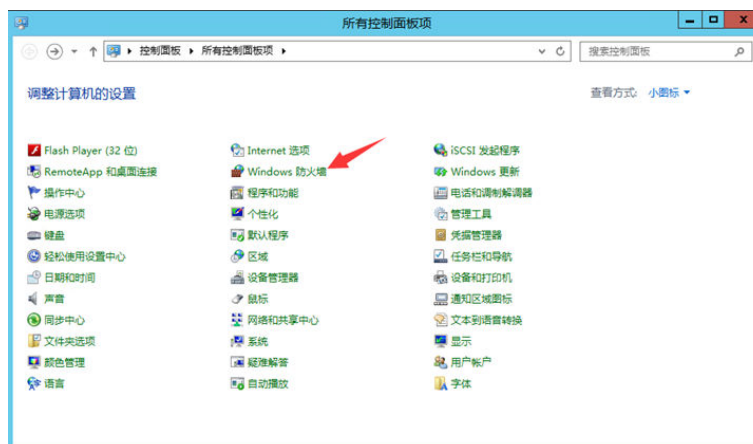 所有控制面板项
控制面板 所有控制面板项
搜索控制面板
调整计算机的设置
查看方式: 小图标
Flash Player (32 位)
Internet 选项
iSCSI 发起程序
RemoteApp 和桌面连接
Windows 防火墙
Windows 更新
操作中心
程序和功能
电话和调制解调器
电源选项
个性化
管理工具
键盘
默认程序
凭据管理器
轻松使用设置中心
区域
任务栏和导航
日期和时间
设备管理器
设备和打印机
声音
鼠标
通知区域图标
同步中心
网络和共享中心
文本到语音转换
文件夹选项
系统
显示
颜色管理
疑难解答
用户帐户
语言
自动播放
字体